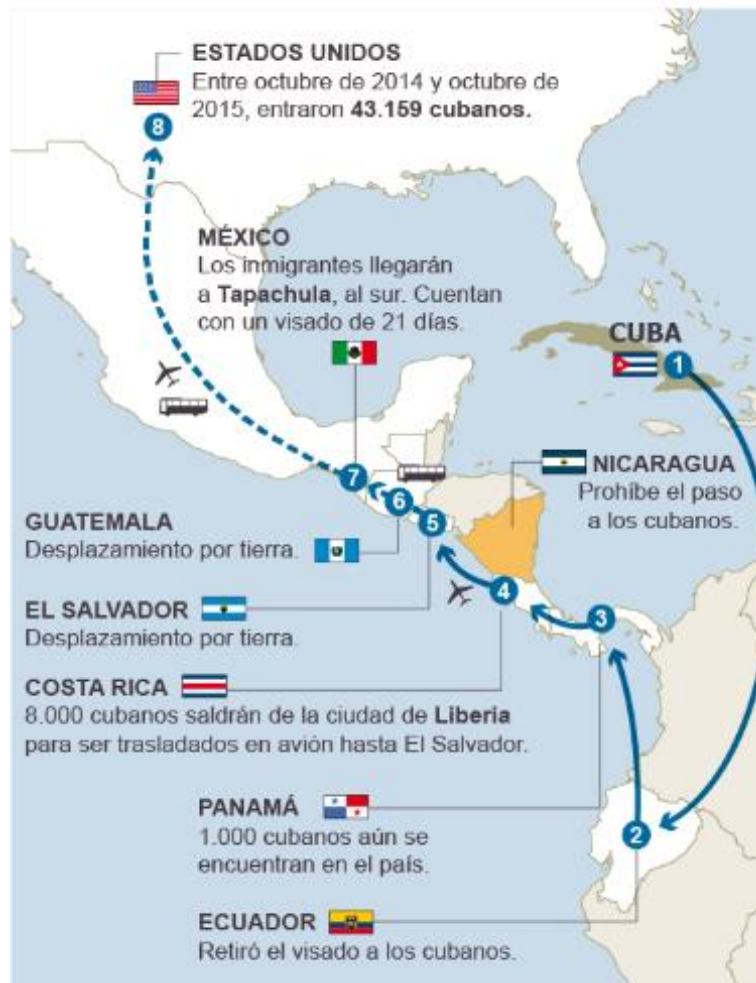 ESTADOS UNIDOS
Entre octubre de 2014 y octubre de
2015, entraron 43.159 cubanos.
8
MÉXICO
Los inmigrantes llegarán
a Tapachula, al sur. Cuentan
con un visado de 21 días.
CUBA
1
NICARAGUA
Prohíbe el paso
a los cubanos.
7
6
5
GUATEMALA
Desplazamiento por tierra.
EL SALVADOR
Desplazamiento por tierra.
4
3
COSTA RICA
8.000 cubanos saldrán de la ciudad de Liberia
para ser trasladados en avión hasta El Salvador.
PANAMÁ
1.000 cubanos aún se
encuentran en el país.
2
ECUADOR
Retiró el visado a los cubanos.